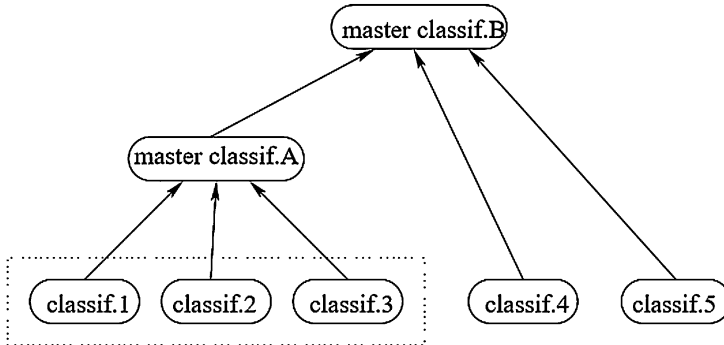 master classif.B
master classif.A
classif.1
classif.2
classif.3
classif.4
classif.5